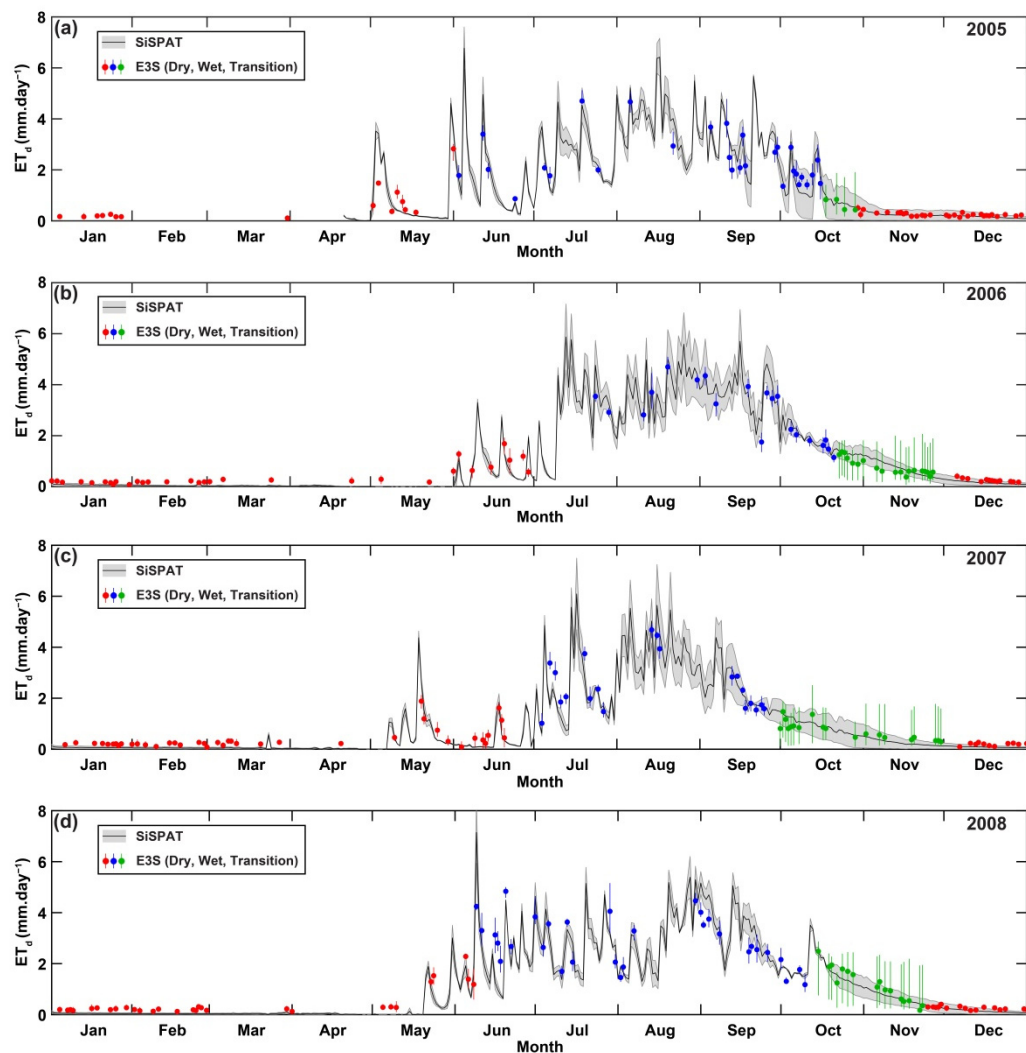 (a)
2005
SiSPAT
E3S (Dry, Wet, Transition)
ET_d (mm.day⁻¹)
8
6
4
2
0
Jan Feb Mar Apr May Jun Jul Aug Sep Oct Nov Dec
Month
(b)
2006
SiSPAT
E3S (Dry, Wet, Transition)
ET_d (mm.day⁻¹)
8
6
4
2
0
Jan Feb Mar Apr May Jun Jul Aug Sep Oct Nov Dec
Month
(c)
2007
SiSPAT
E3S (Dry, Wet, Transition)
ET_d (mm.day⁻¹)
8
6
4
2
0
Jan Feb Mar Apr May Jun Jul Aug Sep Oct Nov Dec
Month
(d)
2008
SiSPAT
E3S (Dry, Wet, Transition)
ET_d (mm.day⁻¹)
8
6
4
2
0
Jan Feb Mar Apr May Jun Jul Aug Sep Oct Nov Dec
Month